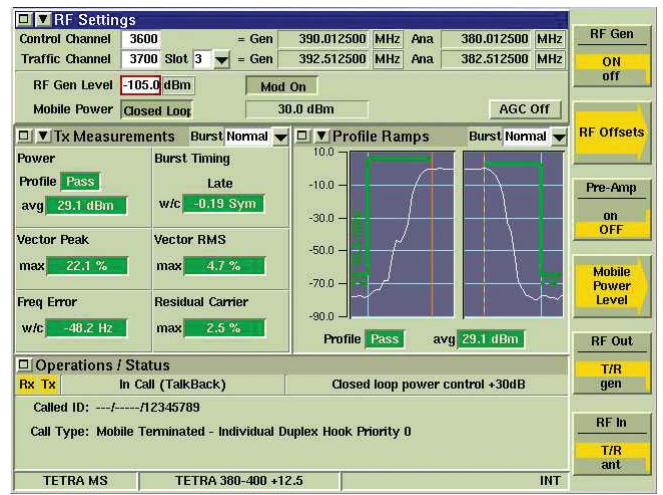 RF Settings
Control Channel 3600 = Gen 390.012500 MHz Ana 380.012500 MHz
Traffic Channel 3700 Slot 3 = Gen 392.512500 MHz Ana 382.512500 MHz
RF Gen Level -105.0 dBm Mod On
Mobile Power Closed Loop 30.0 dBm AGC Off
Tx Measurements Burst Normal
Power Burst Timing
Profile Pass Late
avg 29.1 dBm w/c -0.19 Sym
Vector Peak Vector RMS
max 22.1 % max 4.7 %
Freq Error Residual Carrier
w/c -48.2 Hz max 2.5 %
Profile Ramps Burst Normal
10.0
-10.0
-30.0
-50.0
-70.0
-90.0
Profile Pass avg 29.1 dBm
Operations / Status
Rx Tx In Call (TalkBack) Closed loop power control +30dB
Called ID: ---/-----/12345789
Call Type: Mobile Terminated - Individual Duplex Hook Priority 0
TETRA MS TETRA 380-400 +12.5 INT
RF Gen
ON
off
RF Offsets
Pre-Amp
on
OFF
Mobile
Power
Level
RF Out
T/R
gen
RF In
T/R
ant